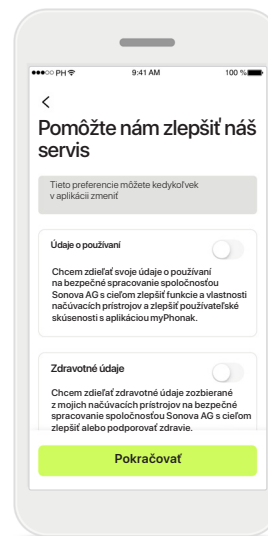 PH 9:41 AM 100 %
Pomôžte nám zlepšiť náš
servis
Tieto preferencie môžete kedykoľvek
v aplikácii zmeniť
Údaje o používaní
Chcem zdieľať svoje údaje o používaní
na bezpečné spracovanie spoločnosťou
Sonova AG s cieľom zlepšiť funkcie a vlastnosti
načúvacích prístrojov a zlepšiť používateľské
skúsenosti s aplikáciou myPhonak.
Zdravotné údaje
Chcem zdieľať zdravotné údaje zozbierané
z mojich načúvacích prístrojov na bezpečné
spracovanie spoločnosťou Sonova AG s cieľom
zlepšiť alebo podporovať zdravie.
Pokračovať